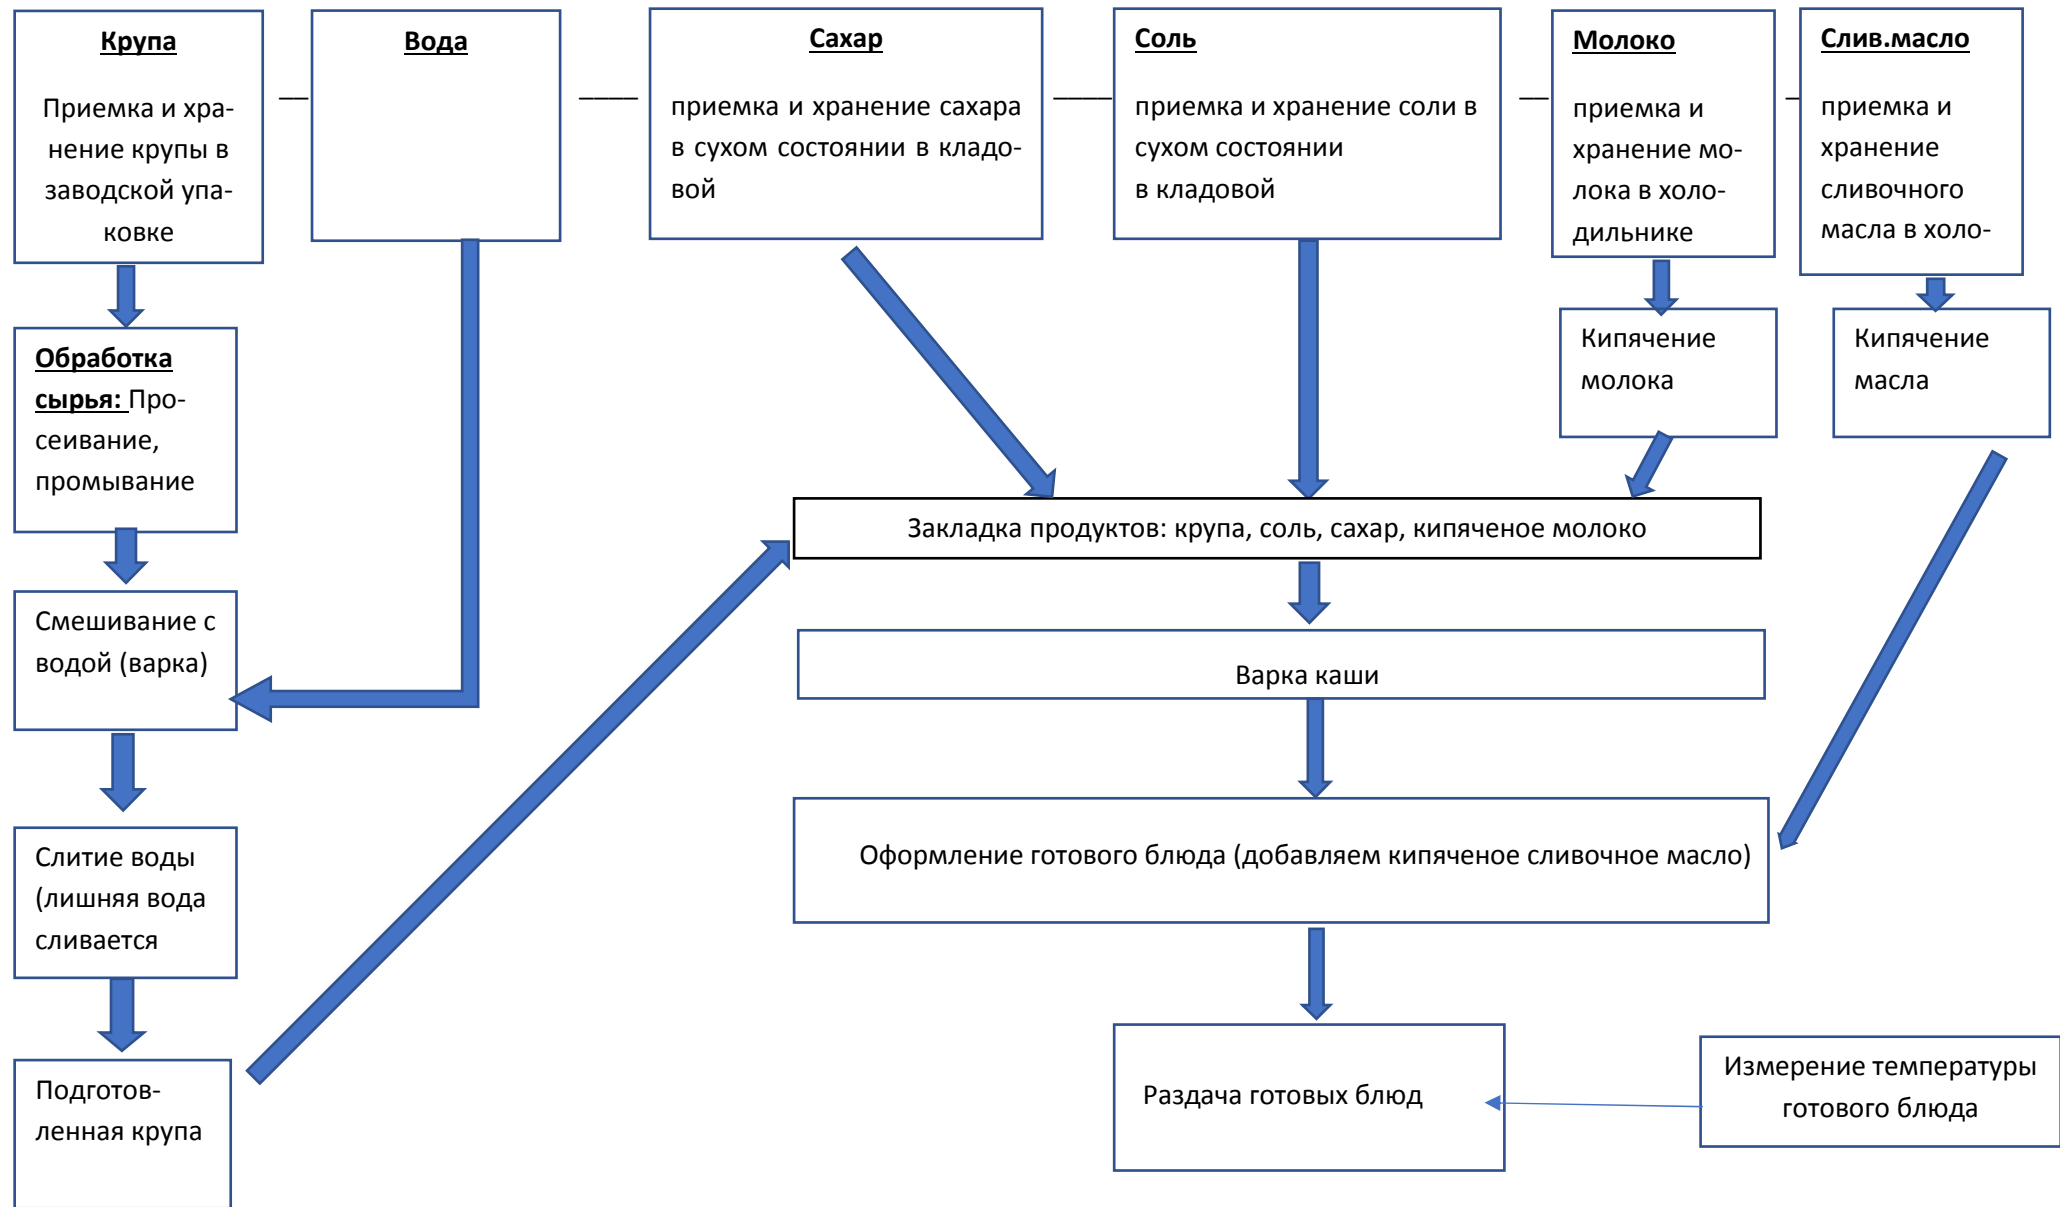 Крупа
Приемка и хра-
нение крупы в
заводской упа-
ковке
Вода
Сахар
приемка и хранение сахара
в сухом состоянии в кладо-
вой
Соль
приемка и хранение соли в
сухом состоянии
в кладовой
Молоко
приемка и
хранение мо-
лока в холо-
дильнике
Слив.масло
приемка и
хранение
сливочного
масла в холо-
Обработка
сырья: Про-
сеивание,
промывание
Кипячение
молока
Кипячение
масла
Закладка продуктов: крупа, соль, сахар, кипяченое молоко
Смешивание с
водой (варка)
Варка каши
Слитие воды
(лишняя вода
сливается
Оформление готового блюда (добавляем кипяченое сливочное масло)
Подготов-
ленная крупа
Раздача готовых блюд
Измерение температуры
готового блюда